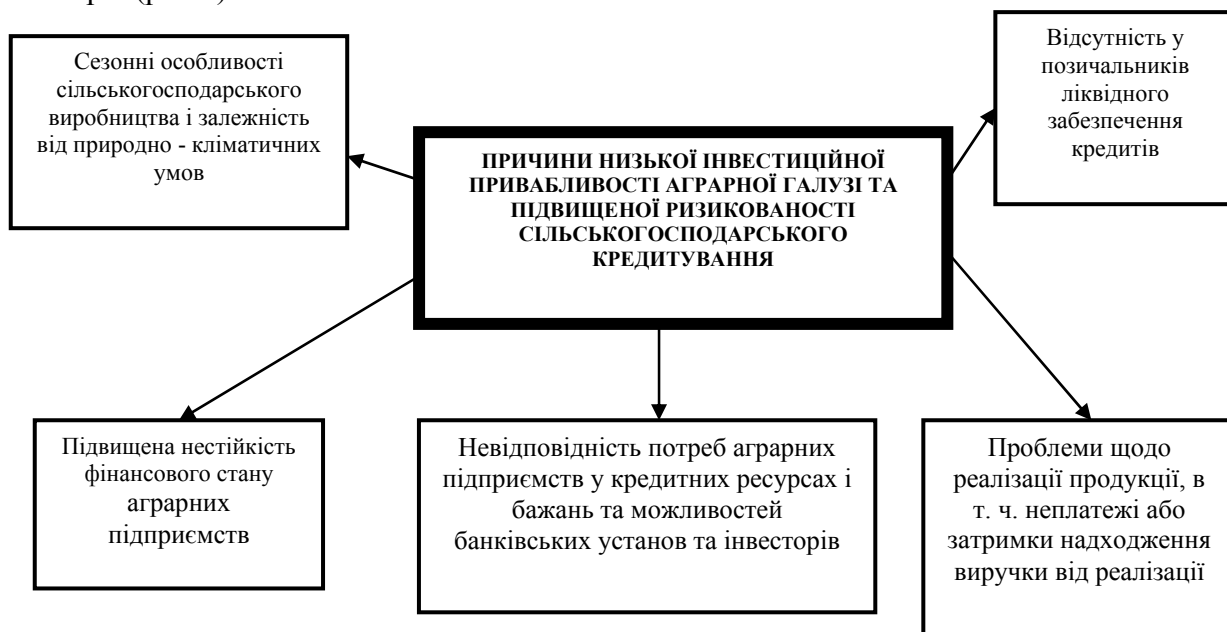 Сезонні особливості
сільськогосподарського
виробництва і залежність
від природно - кліматичних
умов
Відсутність у
позичальників
ліквідного
забезпечення
кредитів
ПРИЧИНИ НИЗЬКОЇ ІНВЕСТИЦІЙНОЇ
ПРИВАБЛИВОСТІ АГРАРНОЇ ГАЛУЗІ ТА
ПІДВИЩЕНОЇ РИЗИКОВАНОСТІ
СІЛЬСЬКОГОСПОДАРСЬКОГО
КРЕДИТУВАННЯ
Підвищена нестійкість
фінансового стану
аграрних
підприємств
Невідповідність потреб аграрних
підприємств у кредитних ресурсах і
бажань та можливостей
банківських установ та інвесторів
Проблеми щодо
реалізації продукції, в
т. ч. неплатежі або
затримки надходження
виручки від реалізації